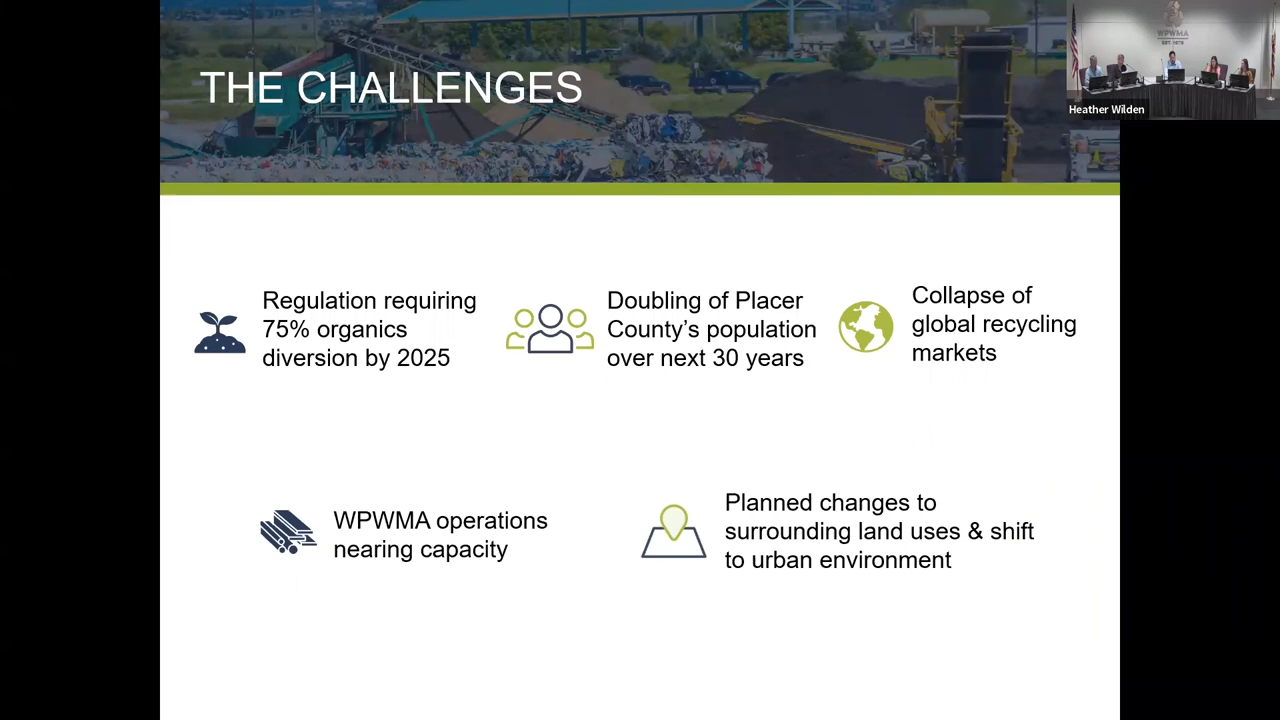 THE CHALLENGES
WPWMA
Heather Wilden
Regulation requiring
75% organics
diversion by 2025
Doubling of Placer
County’s population
over next 30 years
Collapse of
global recycling
markets
WPWMA operations
nearing capacity
Planned changes to
surrounding land uses & shift
to urban environment